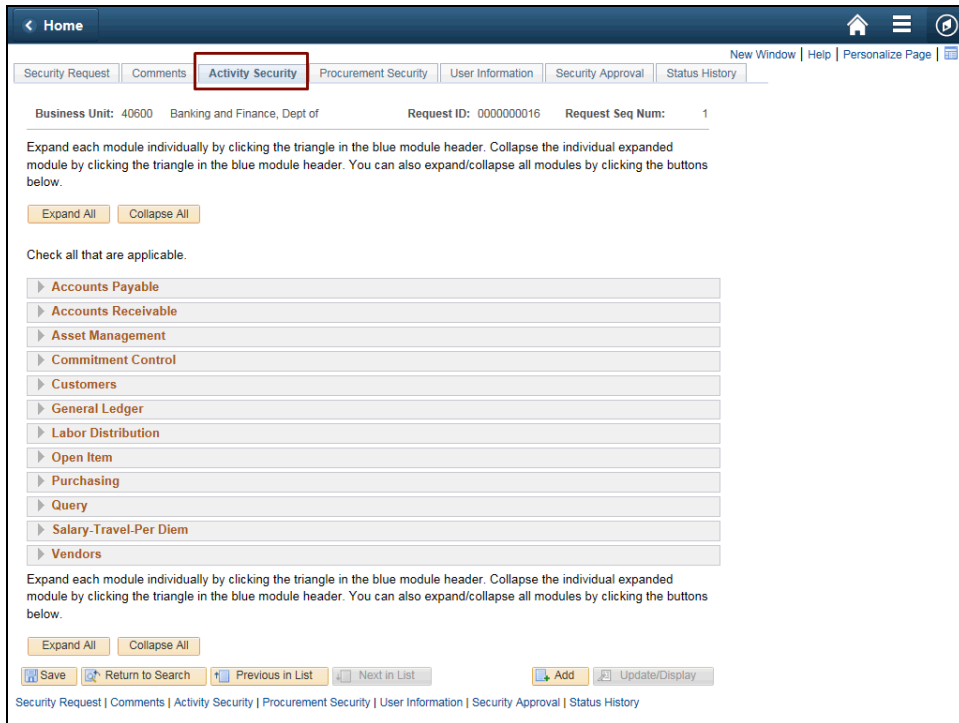 Home
New Window | Help | Personalize Page |
Security Request Comments Activity Security Procurement Security User Information Security Approval Status History
Business Unit: 40600 Banking and Finance, Dept of Request ID: 0000000016 Request Seq Num: 1
Expand each module individually by clicking the triangle in the blue module header. Collapse the individual expanded
module by clicking the triangle in the blue module header. You can also expand/collapse all modules by clicking the buttons
below.
Expand All Collapse All
Check all that are applicable.
Accounts Payable
Accounts Receivable
Asset Management
Commitment Control
Customers
General Ledger
Labor Distribution
Open Item
Purchasing
Query
Salary-Travel-Per Diem
Vendors
Expand each module individually by clicking the triangle in the blue module header. Collapse the individual expanded
module by clicking the triangle in the blue module header. You can also expand/collapse all modules by clicking the buttons
below.
Expand All Collapse All
Save Return to Search Previous in List Next in List Add Update/Display
Security Request | Comments | Activity Security | Procurement Security | User Information | Security Approval | Status History